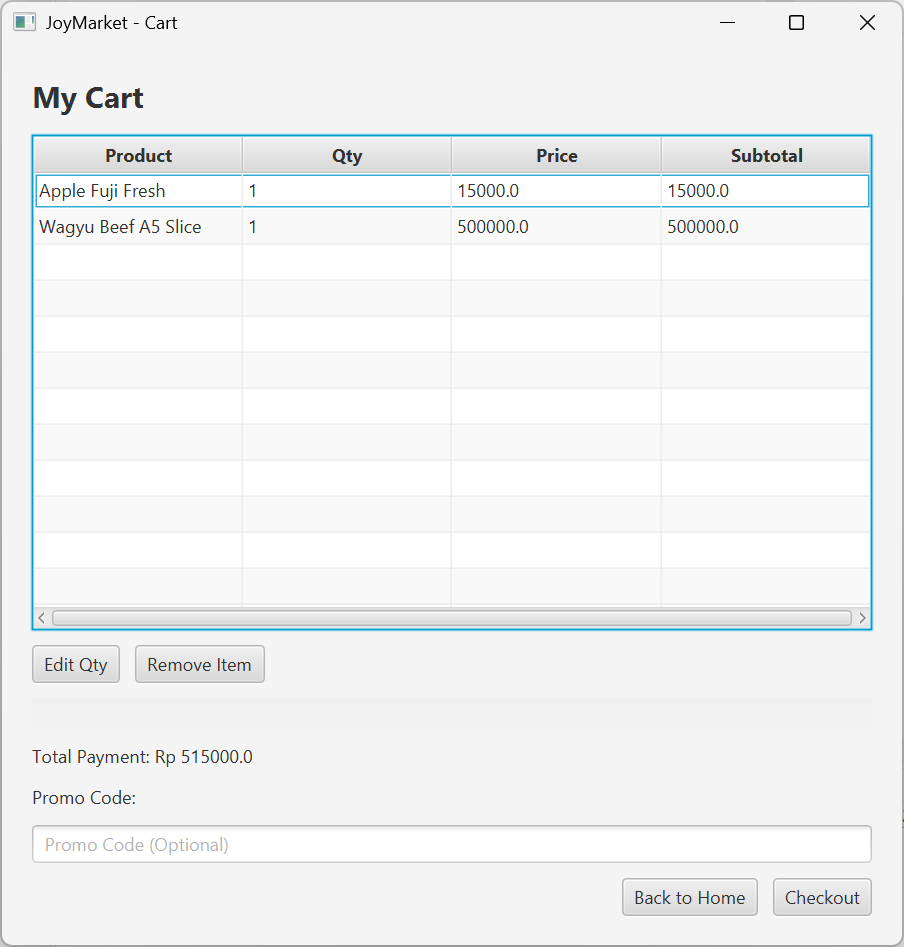 JoyMarket - Cart
My Cart
Product Qty Price Subtotal
Apple Fuji Fresh 1 15000.0 15000.0
Wagyu Beef A5 Slice 1 500000.0 500000.0
Edit Qty Remove Item
Total Payment: Rp 515000.0
Promo Code:
Promo Code (Optional)
Back to Home Checkout